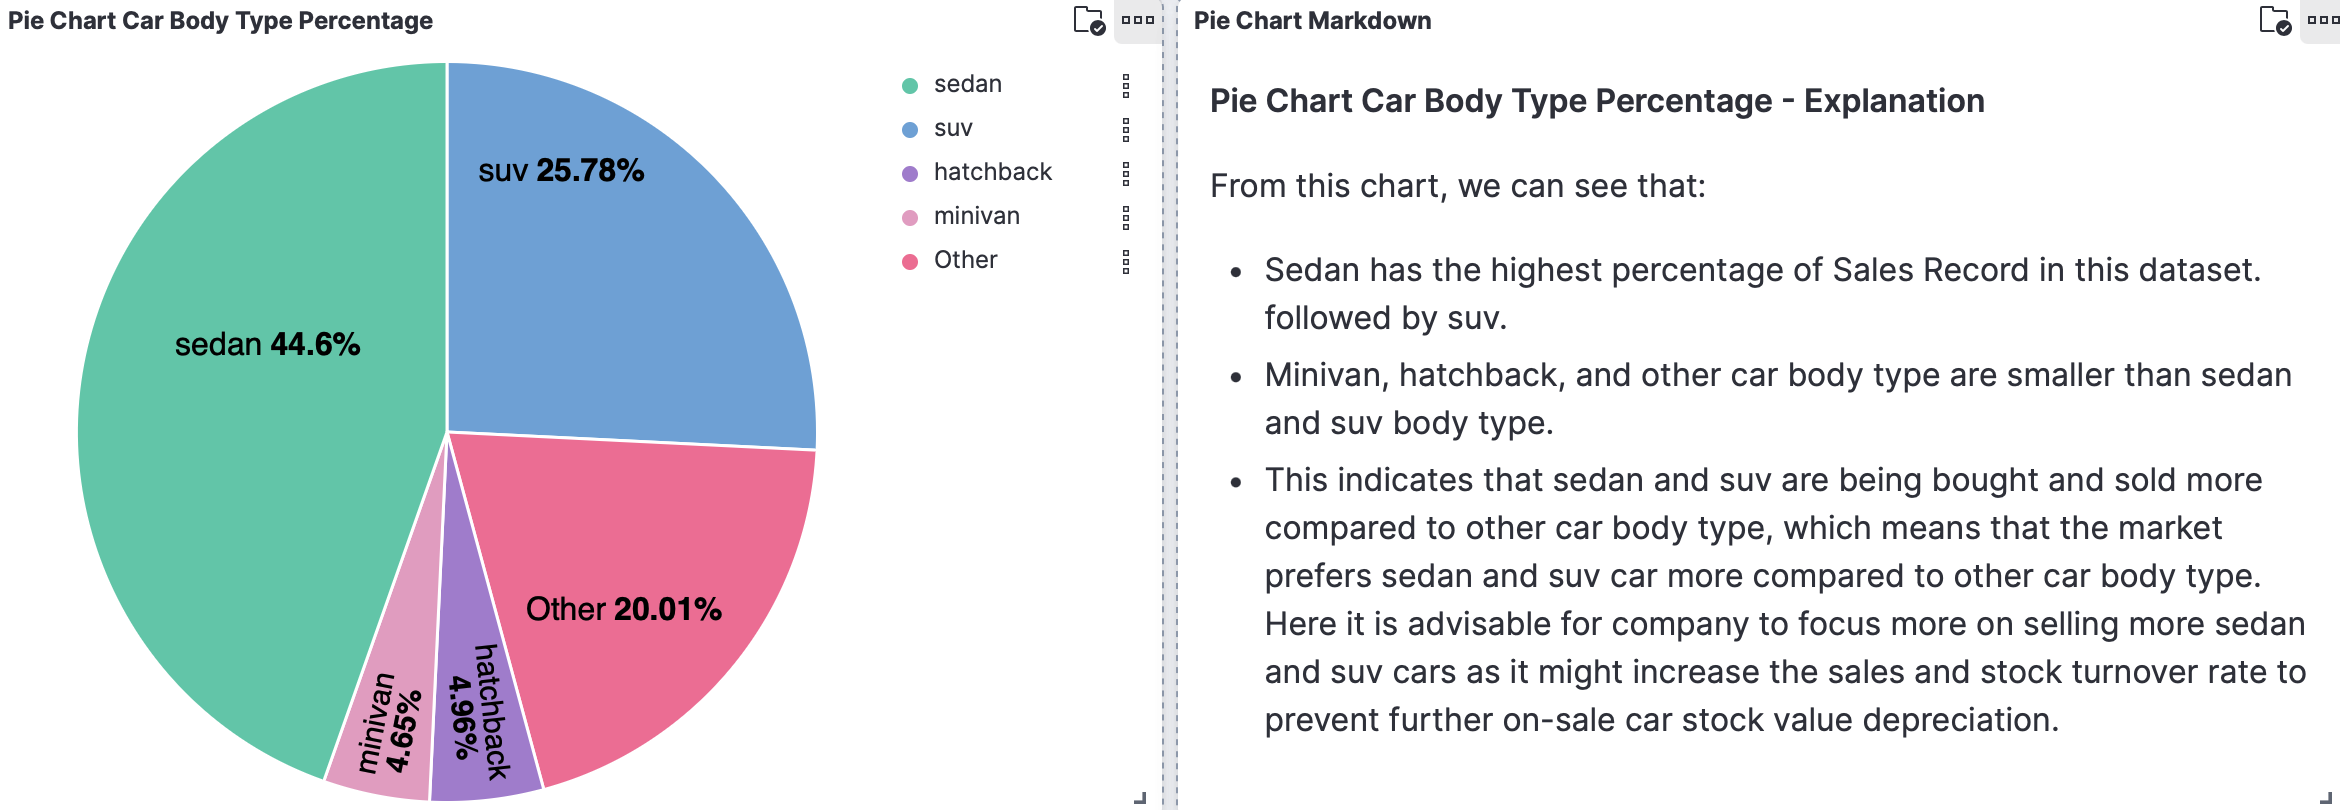 Pie Chart Car Body Type Percentage
suv 25.78%
sedan 44.6%
Other 20.01%
hatchback
4.96%
minivan
4.65%
sedan
suv
hatchback
minivan
Other
Pie Chart Markdown
Pie Chart Car Body Type Percentage - Explanation
From this chart, we can see that:
• Sedan has the highest percentage of Sales Record in this dataset.
followed by suv.
• Minivan, hatchback, and other car body type are smaller than sedan
and suv body type.
• This indicates that sedan and suv are being bought and sold more
compared to other car body type, which means that the market
prefers sedan and suv car more compared to other car body type.
Here it is advisable for company to focus more on selling more sedan
and suv cars as it might increase the sales and stock turnover rate to
prevent further on-sale car stock value depreciation.